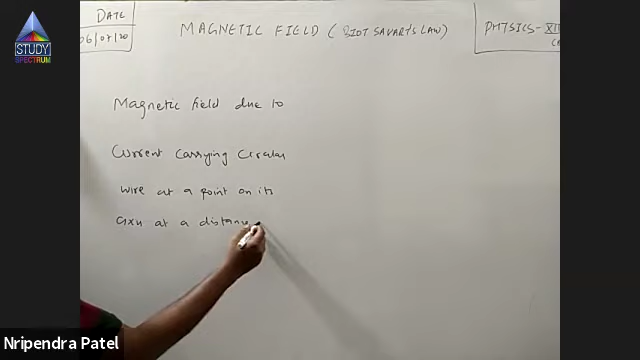 STUDY
SPECTRUM
DATE
06/07/20
MAGNETIC FIELD (BIOT SAVART'S LAW)
PHYSICS - XII
Magnetic field due to
Current Carrying Circular
wire at a point on its
axis at a distance
Nripendra Patel